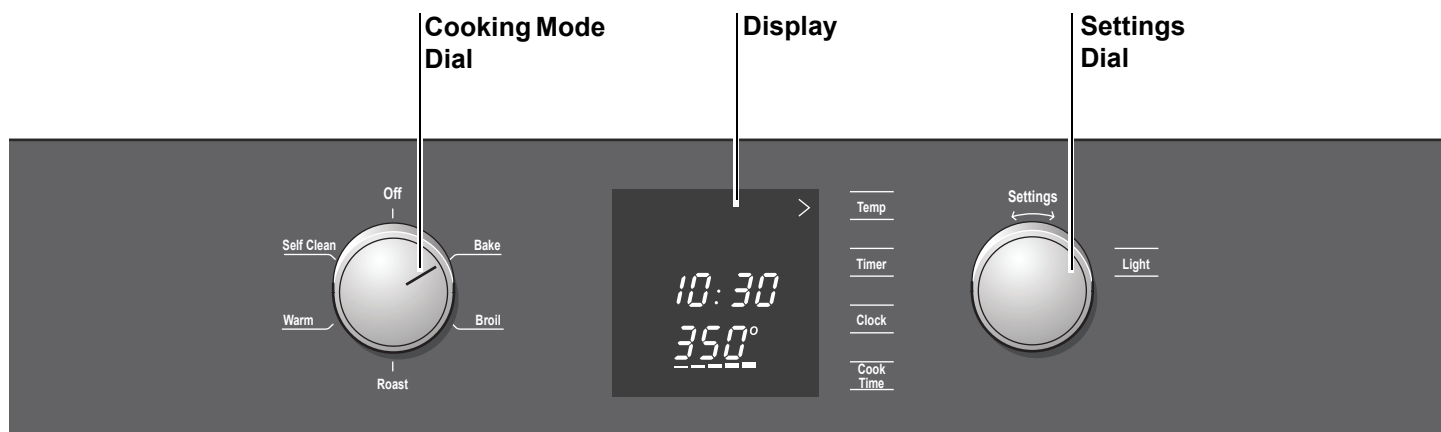 Cooking Mode
Dial
Display
Settings
Dial
Off
Self Clean
Bake
Warm
Broil
Roast
10:30
350°
Temp
Timer
Clock
Cook
Time
Settings
Light